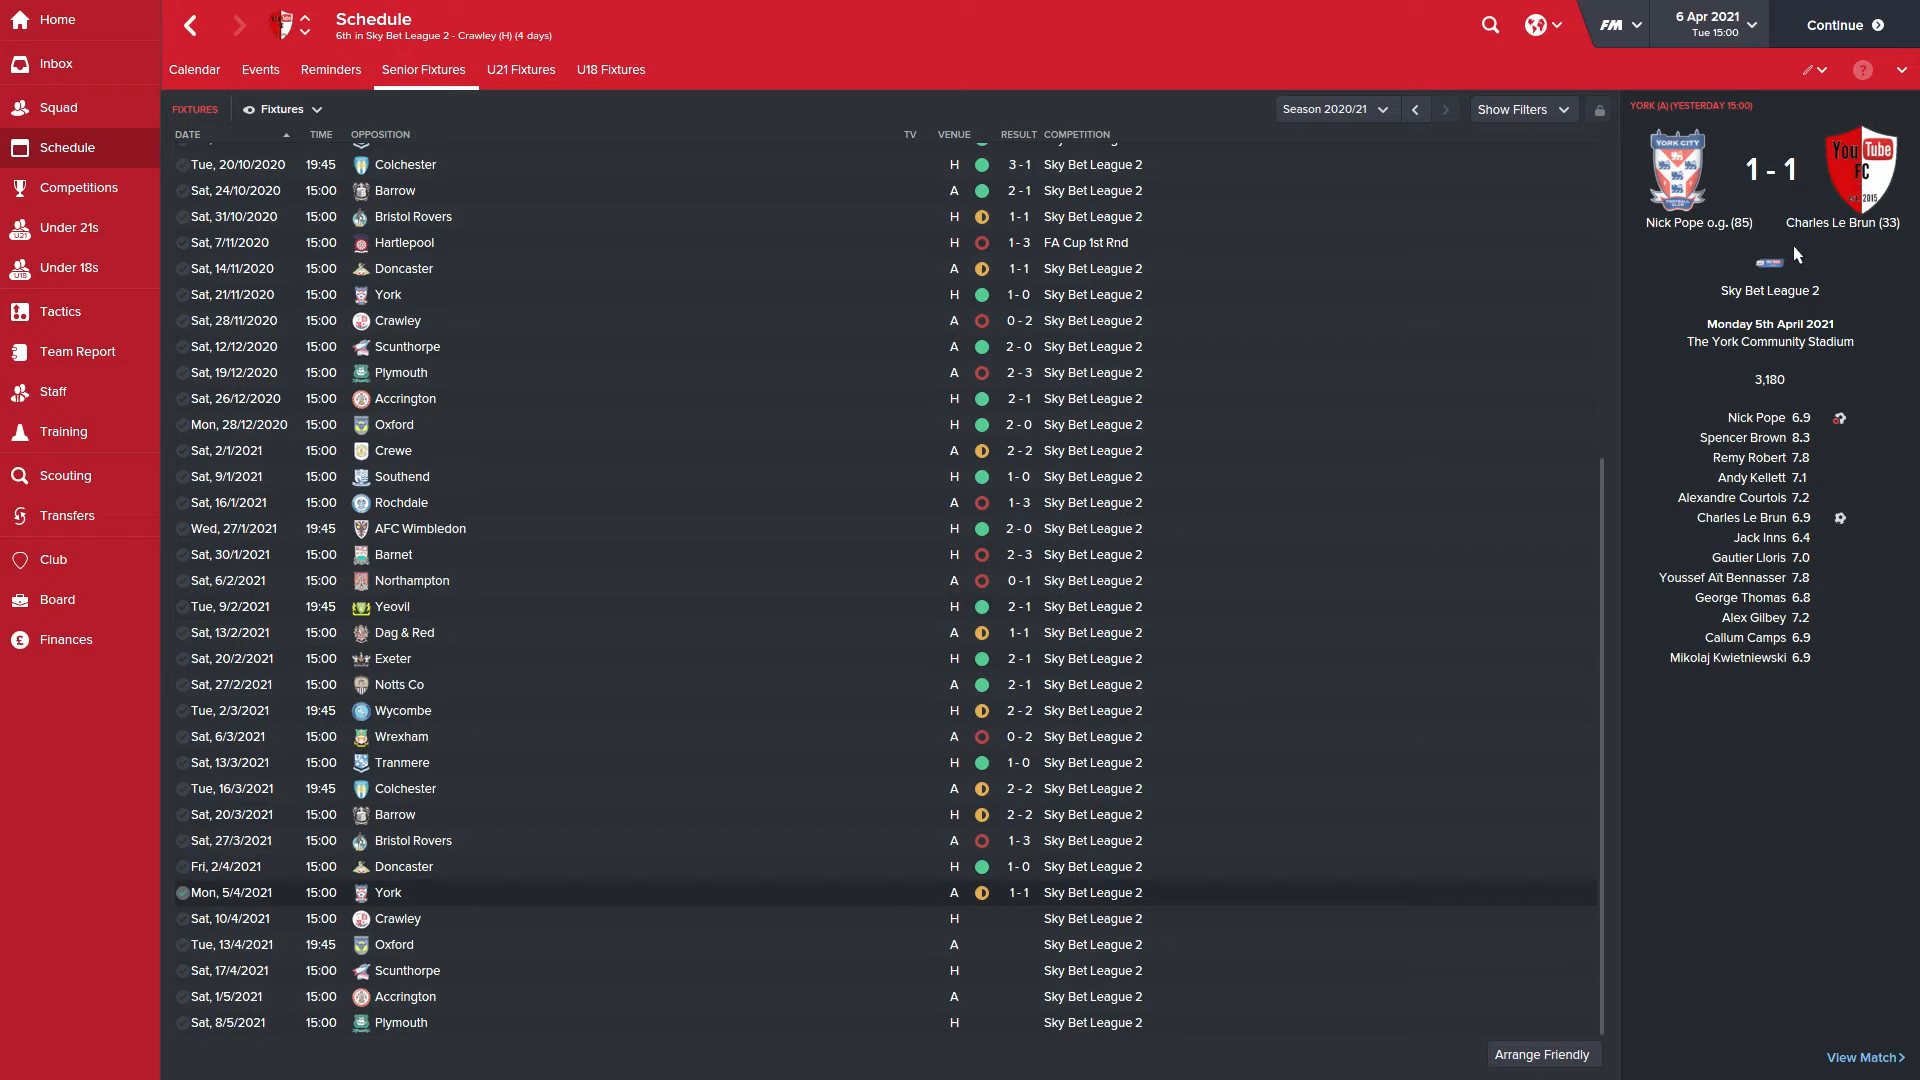 Home
Inbox
Squad
Schedule
Competitions
Under 21s
Under 18s
Tactics
Team Report
Staff
Training
Scouting
Transfers
Club
Board
Finances
Schedule
6th in Sky Bet League 2 - Crawley (H) (4 days)
FM
6 Apr 2021
Tue 15:00
Continue
Calendar Events Reminders Senior Fixtures U21 Fixtures U18 Fixtures
FIXTURES Fixtures Season 2020/21 Show Filters
DATE TIME OPPOSITION TV VENUE RESULT COMPETITION
Tue, 20/10/2020 19:45 Colchester H 3 - 1 Sky Bet League 2
Sat, 24/10/2020 15:00 Barrow A 2 - 1 Sky Bet League 2
Sat, 31/10/2020 15:00 Bristol Rovers H 1 - 1 Sky Bet League 2
Sat, 7/11/2020 15:00 Hartlepool H 1 - 3 FA Cup 1st Rnd
Sat, 14/11/2020 15:00 Doncaster A 1 - 1 Sky Bet League 2
Sat, 21/11/2020 15:00 York H 1 - 0 Sky Bet League 2
Sat, 28/11/2020 15:00 Crawley A 0 - 2 Sky Bet League 2
Sat, 12/12/2020 15:00 Scunthorpe A 2 - 0 Sky Bet League 2
Sat, 19/12/2020 15:00 Plymouth A 2 - 3 Sky Bet League 2
Sat, 26/12/2020 15:00 Accrington H 2 - 1 Sky Bet League 2
Mon, 28/12/2020 15:00 Oxford H 2 - 0 Sky Bet League 2
Sat, 2/1/2021 15:00 Crewe A 2 - 2 Sky Bet League 2
Sat, 9/1/2021 15:00 Southend H 1 - 0 Sky Bet League 2
Sat, 16/1/2021 15:00 Rochdale A 1 - 3 Sky Bet League 2
Wed, 27/1/2021 19:45 AFC Wimbledon H 2 - 0 Sky Bet League 2
Sat, 30/1/2021 15:00 Barnet H 2 - 3 Sky Bet League 2
Sat, 6/2/2021 15:00 Northampton A 0 - 1 Sky Bet League 2
Tue, 9/2/2021 19:45 Yeovil H 2 - 1 Sky Bet League 2
Sat, 13/2/2021 15:00 Dag & Red A 1 - 1 Sky Bet League 2
Sat, 20/2/2021 15:00 Exeter H 2 - 1 Sky Bet League 2
Sat, 27/2/2021 15:00 Notts Co A 2 - 1 Sky Bet League 2
Tue, 2/3/2021 19:45 Wycombe H 2 - 2 Sky Bet League 2
Sat, 6/3/2021 15:00 Wrexham A 0 - 2 Sky Bet League 2
Sat, 13/3/2021 15:00 Tranmere H 1 - 0 Sky Bet League 2
Tue, 16/3/2021 19:45 Colchester A 2 - 2 Sky Bet League 2
Sat, 20/3/2021 15:00 Barrow H 2 - 2 Sky Bet League 2
Sat, 27/3/2021 15:00 Bristol Rovers A 1 - 3 Sky Bet League 2
Fri, 2/4/2021 15:00 Doncaster H 1 - 0 Sky Bet League 2
Mon, 5/4/2021 15:00 York A 1 - 1 Sky Bet League 2
Sat, 10/4/2021 15:00 Crawley H Sky Bet League 2
Tue, 13/4/2021 19:45 Oxford A Sky Bet League 2
Sat, 17/4/2021 15:00 Scunthorpe H Sky Bet League 2
Sat, 1/5/2021 15:00 Accrington A Sky Bet League 2
Sat, 8/5/2021 15:00 Plymouth H Sky Bet League 2
Arrange Friendly
YORK (A) (YESTERDAY 15:00)
YORK CITY
1 - 1
You Tube
FC
2015
Nick Pope o.g. (85) Charles Le Brun (33)
Sky Bet League 2
Monday 5th April 2021
The York Community Stadium
3,180
Nick Pope 6.9
Spencer Brown 8.3
Remy Robert 7.8
Andy Kellett 7.1
Alexandre Courtois 7.2
Charles Le Brun 6.9
Jack Inns 6.4
Gautier Lloris 7.0
Youssef Aït Bennasser 7.8
George Thomas 6.8
Alex Gilbey 7.2
Callum Camps 6.9
Mikolaj Kwietniewski 6.9
View Match